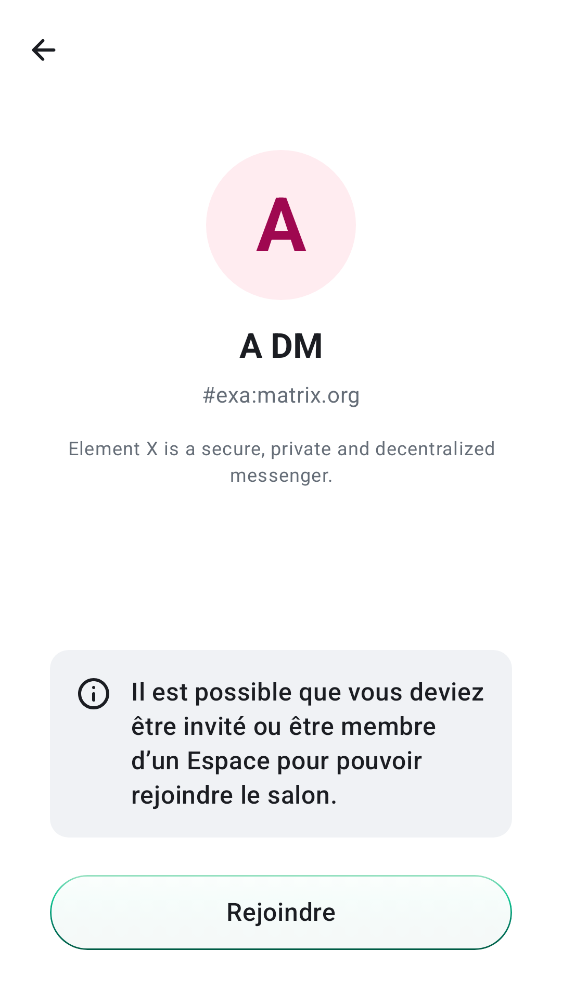 A
A DM
#exa:matrix.org
Element X is a secure, private and decentralized
messenger.
Il est possible que vous deviez
être invité ou être membre
d’un Espace pour pouvoir
rejoindre le salon.
Rejoindre